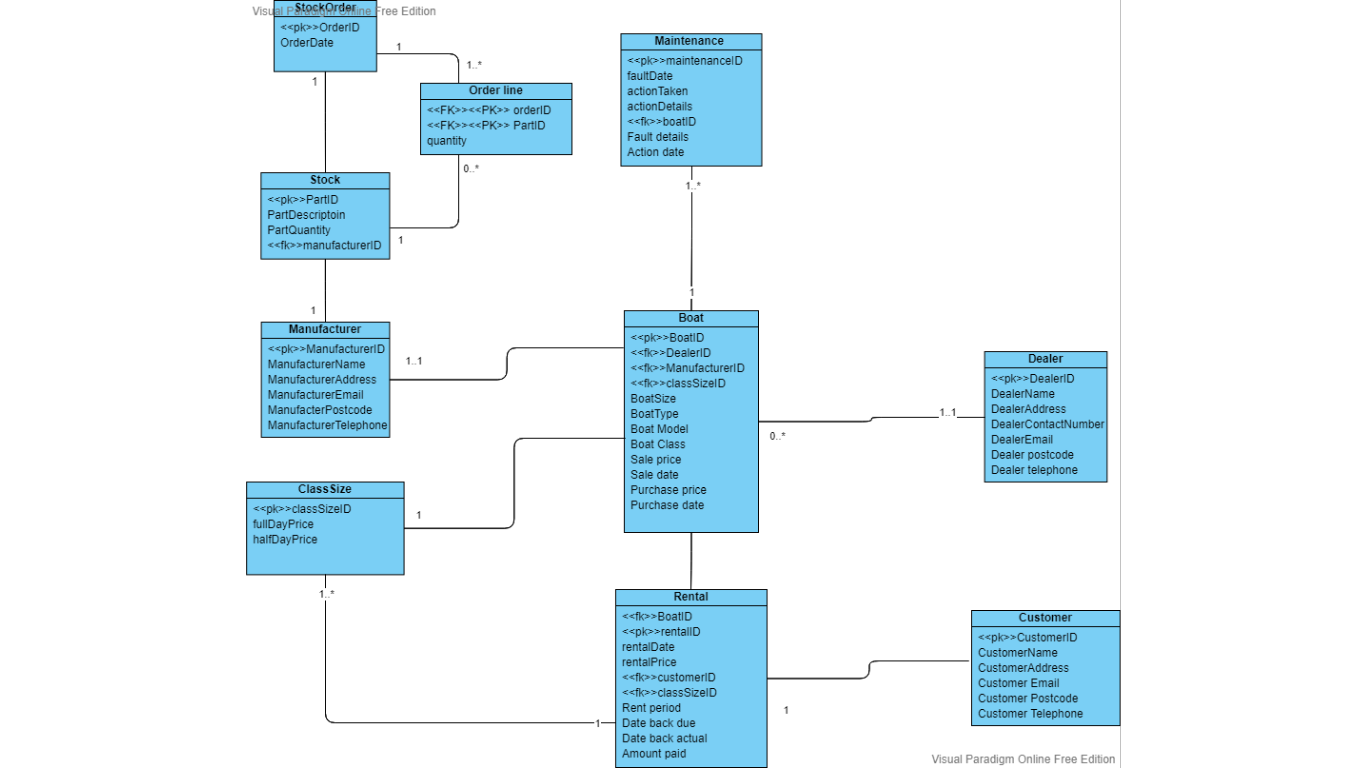 StockOrder
Visual Paradigm Online Free Edition
<<pk>>OrderID
OrderDate
1
1..*
1
Order line
<<FK>><<PK>> orderID
<<FK>><<PK>> PartID
quantity
0..*
Maintenance
<<pk>>maintenanceID
faultDate
actionTaken
actionDetails
<<fk>>boatID
Fault details
Action date
1..*
1
Stock
<<pk>>PartID
PartDescriptoin
PartQuantity
<<fk>>manufacturerID
1
1
Manufacturer
<<pk>>ManufacturerID
ManufacturerName
ManufacturerAddress
ManufacturerEmail
ManufacterPostcode
ManufacturerTelephone
1..1
Boat
<<pk>>BoatID
<<fk>>DealerID
<<fk>>ManufacturerID
<<fk>>classSizeID
BoatSize
BoatType
Boat Model
Boat Class
Sale price
Sale date
Purchase price
Purchase date
0..*
1..1
Dealer
<<pk>>DealerID
DealerName
DealerAddress
DealerContactNumber
DealerEmail
Dealer postcode
Dealer telephone
ClassSize
<<pk>>classSizeID
fullDayPrice
halfDayPrice
1
1..*
1
Rental
<<fk>>BoatID
<<pk>>rentalID
rentalDate
rentalPrice
<<fk>>customerID
<<fk>>classSizeID
Rent period
Date back due
Date back actual
Amount paid
1
Customer
<<pk>>CustomerID
CustomerName
CustomerAddress
Customer Email
Customer Postcode
Customer Telephone
Visual Paradigm Online Free Edition